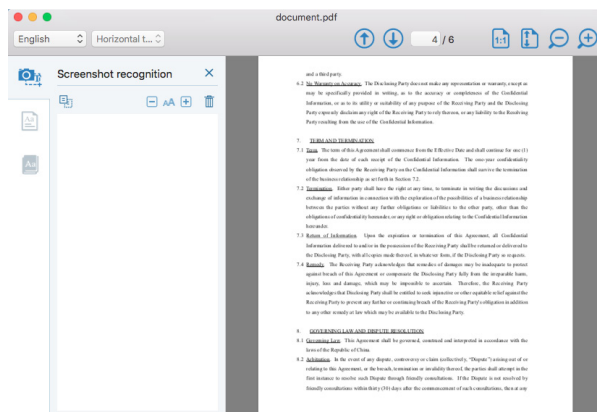 document.pdf
English
Horizontal t...
4 / 6
1:1
Screenshot recognition
AA
Aa
Aa
and a third party.
6.2 No Warranty on Accuracy. The Disclosing Party does not make any representation or warranty, except as
may be specifically provided in writing, as to the accuracy or completeness of the Confidential
Information, or as to its utility or suitability of any purpose of the Receiving Party and the Disclosing
Party expressly disclaim any right of the Receiving Party to rely thereon, or any liability to the Receiving
Party resulting from the use of the Confidential Information.
7. TERM AND TERMINATION
7.1 Term. The term of this Agreement shall commence from the Effective Date and shall continue for one (1)
year from the date of each receipt of the Confidential Information. The one-year confidentiality
obligation observed by the Receiving Party on the Confidential Information shall survive the termination
of the business relationship as set forth in Section 7.2.
7.2 Termination. Either party shall have the right at any time, to terminate in writing the discussions and
exchange of information in connection with the exploration of the possibilities of a business relationship
between the parties without any further obligations or liabilities to the other party, other than the
obligations of confidentiality hereunder, or any right or obligation relating to the Confidential Information
hereunder.
7.3 Return of Information. Upon the expiration or termination of this Agreement, all Confidential
Information delivered to and/or in the possession of the Receiving Party shall be returned or delivered to
the Disclosing Party, with all copies made thereof, in whatever form, if the Disclosing Party so requests.
7.4 Remedy. The Receiving Party acknowledges that remedies of damages may be inadequate to protect
against breach of this Agreement or compensate the Disclosing Party fully from the irreparable harm,
injury, loss and damage, which may be impossible to ascertain. Therefore, the Receiving Party
acknowledges that Disclosing Party shall be entitled to seek injunctive or other equitable relief against the
Receiving Party to prevent any further or continuing breach of the Receiving Party's obligation in addition
to any other remedy at law which may be available to the Disclosing Party.
8. GOVERNING LAW AND DISPUTE RESOLUTION
8.1 Governing Law. This Agreement shall be governed, construed and interpreted in accordance with the
laws of the Republic of China.
8.2 Arbitration. In the event of any dispute, controversy or claim (collectively, "Dispute") arising out of or
relating to this Agreement, or the breach, termination or invalidity thereof, the parties shall attempt in the
first instance to resolve such Dispute through friendly consultations. If the Dispute is not resolved by
friendly consultations within thirty (30) days after the commencement of such consultations, then at any